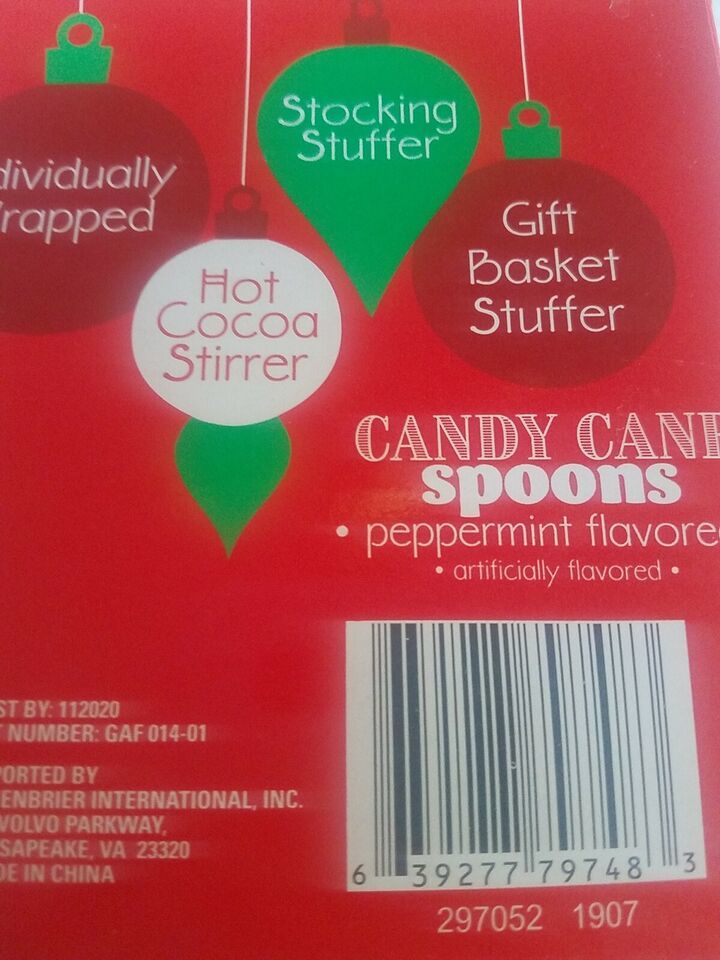 Stocking
Stuffer
dividually
rapped
Gift
Basket
Stuffer
Hot
Cocoa
Stirrer
CANDY CANE
spoons
• peppermint flavore
• artificially flavored •
ST BY: 112020
T NUMBER: GAF 014-01
PORTED BY
ENBRIER INTERNATIONAL, INC.
VOLVO PARKWAY,
SAPEAKE, VA 23320
DE IN CHINA
6 39277 79748 3
297052 1907